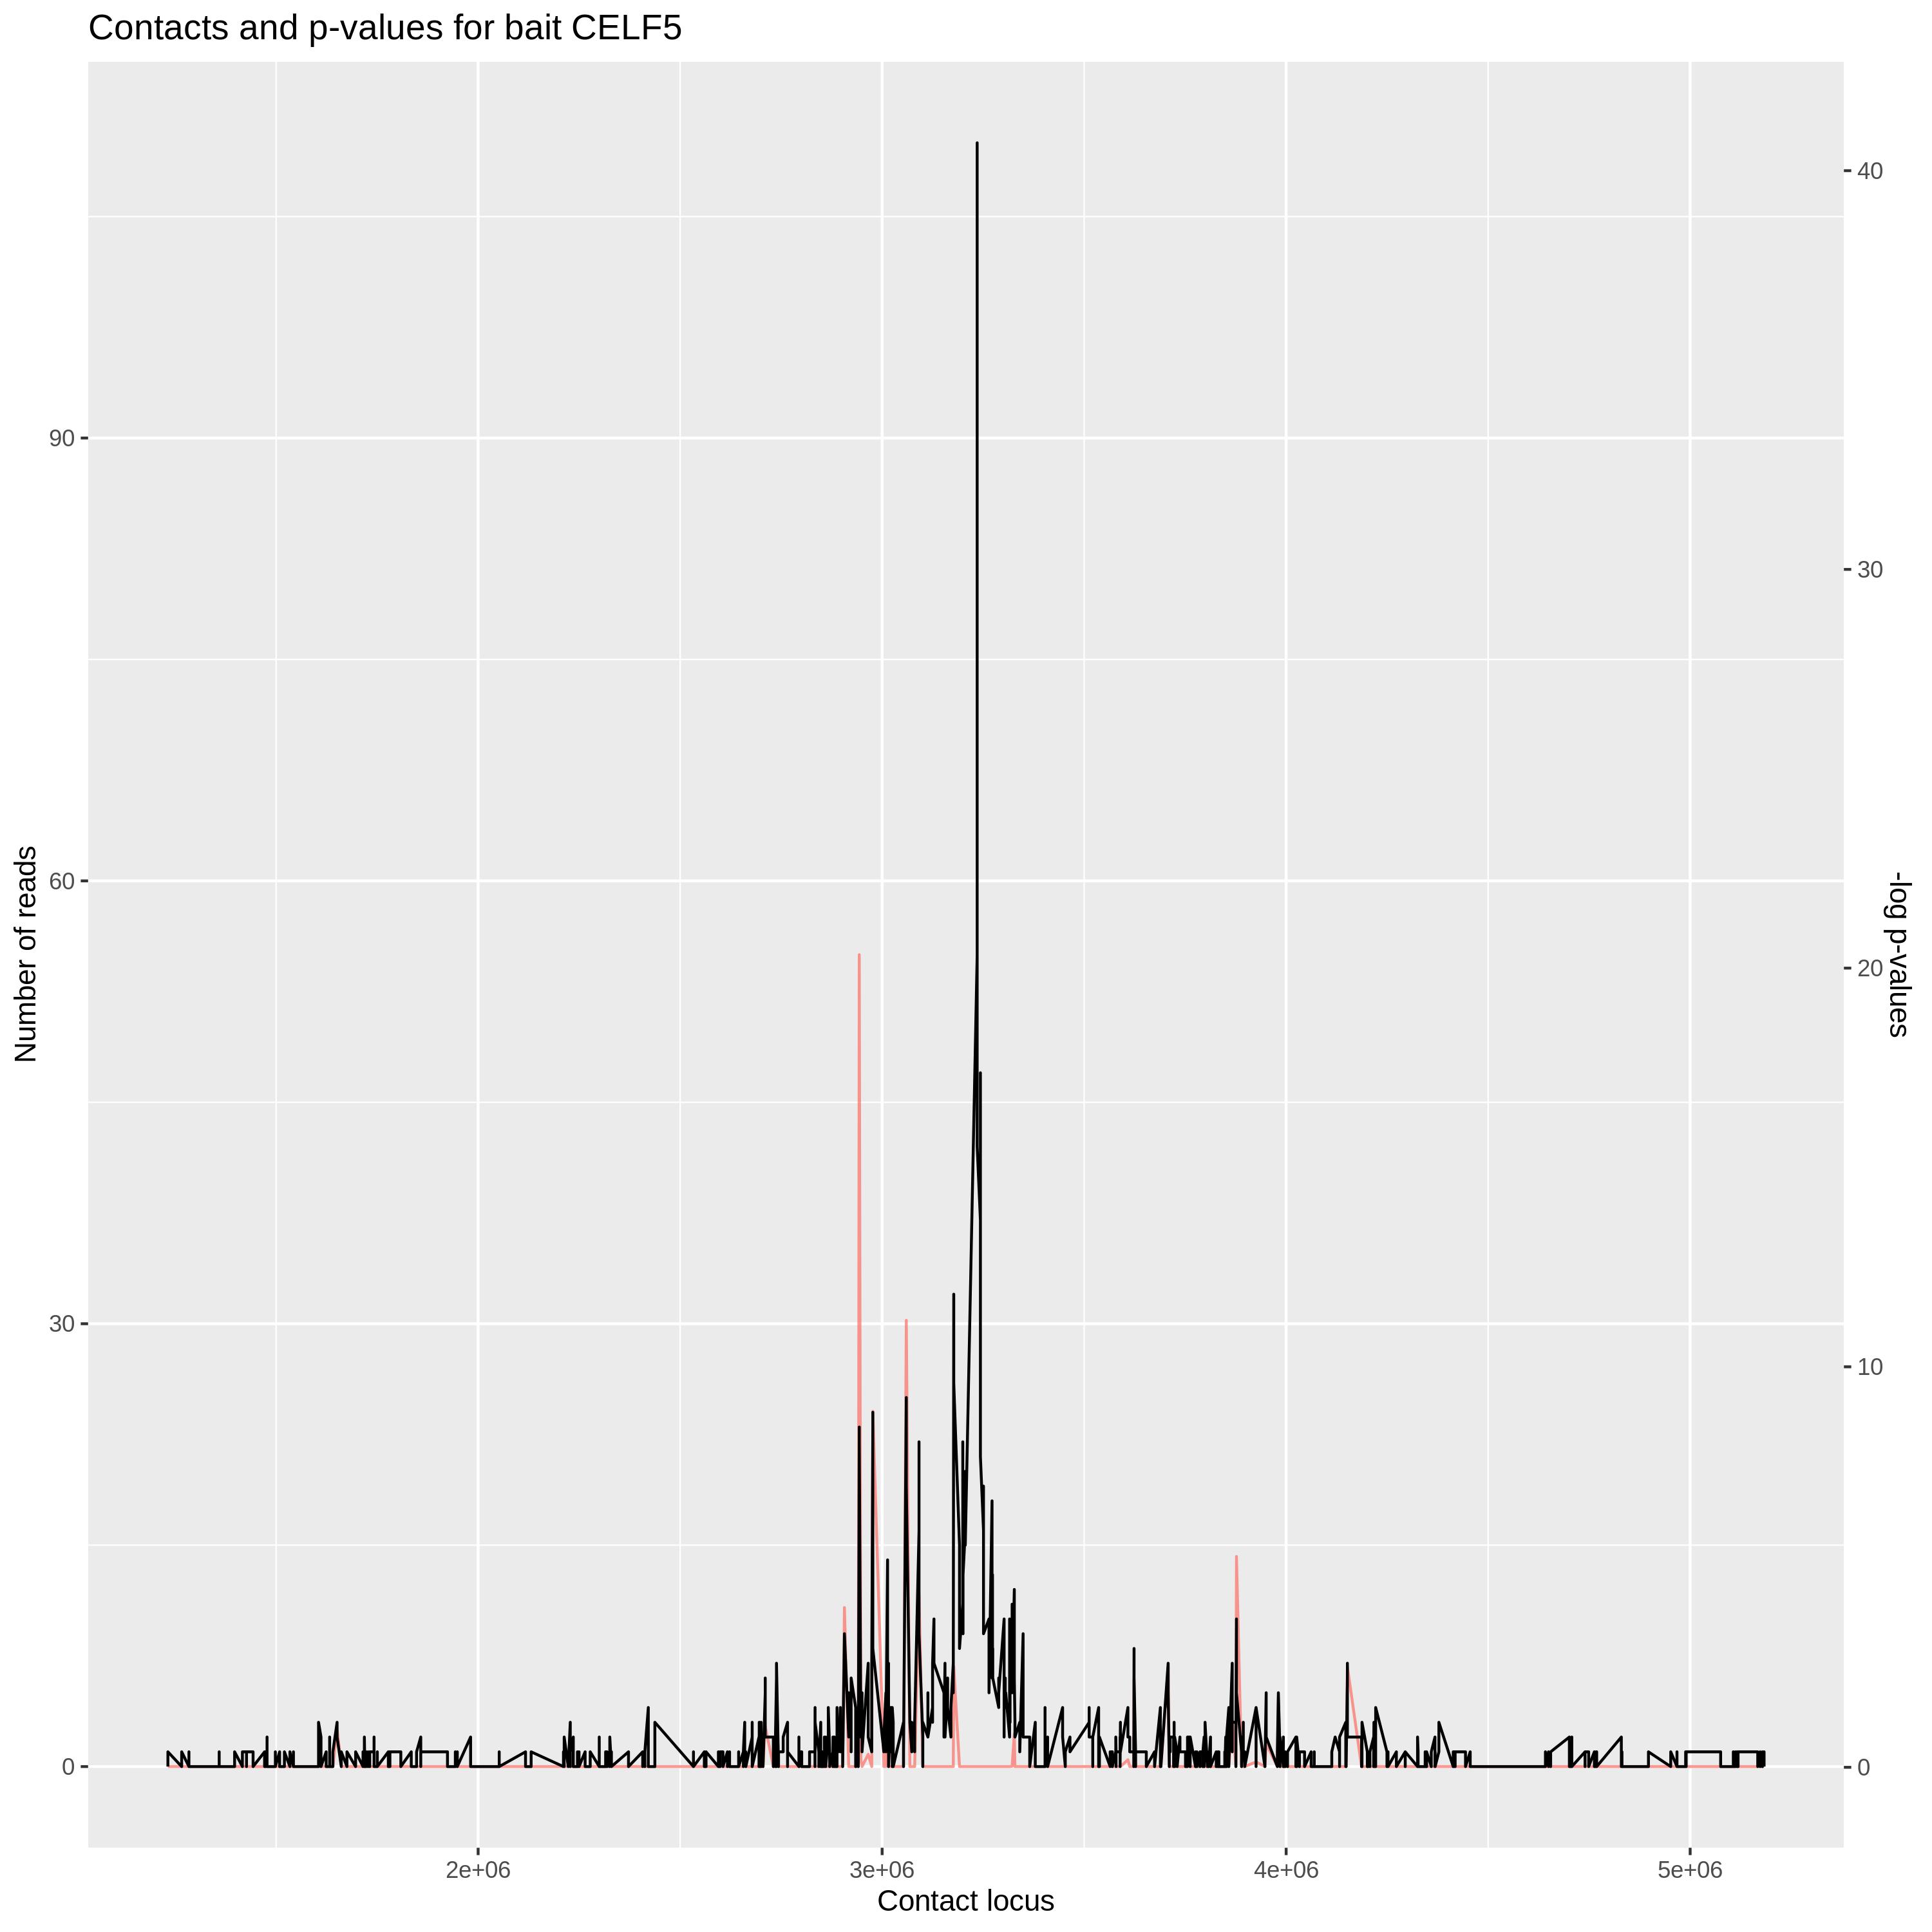 Contacts and p-values for bait CELF5
Number of reads
90
60
30
0
40
30
20
10
0
-log p-values
2e+06
3e+06
4e+06
5e+06
Contact locus